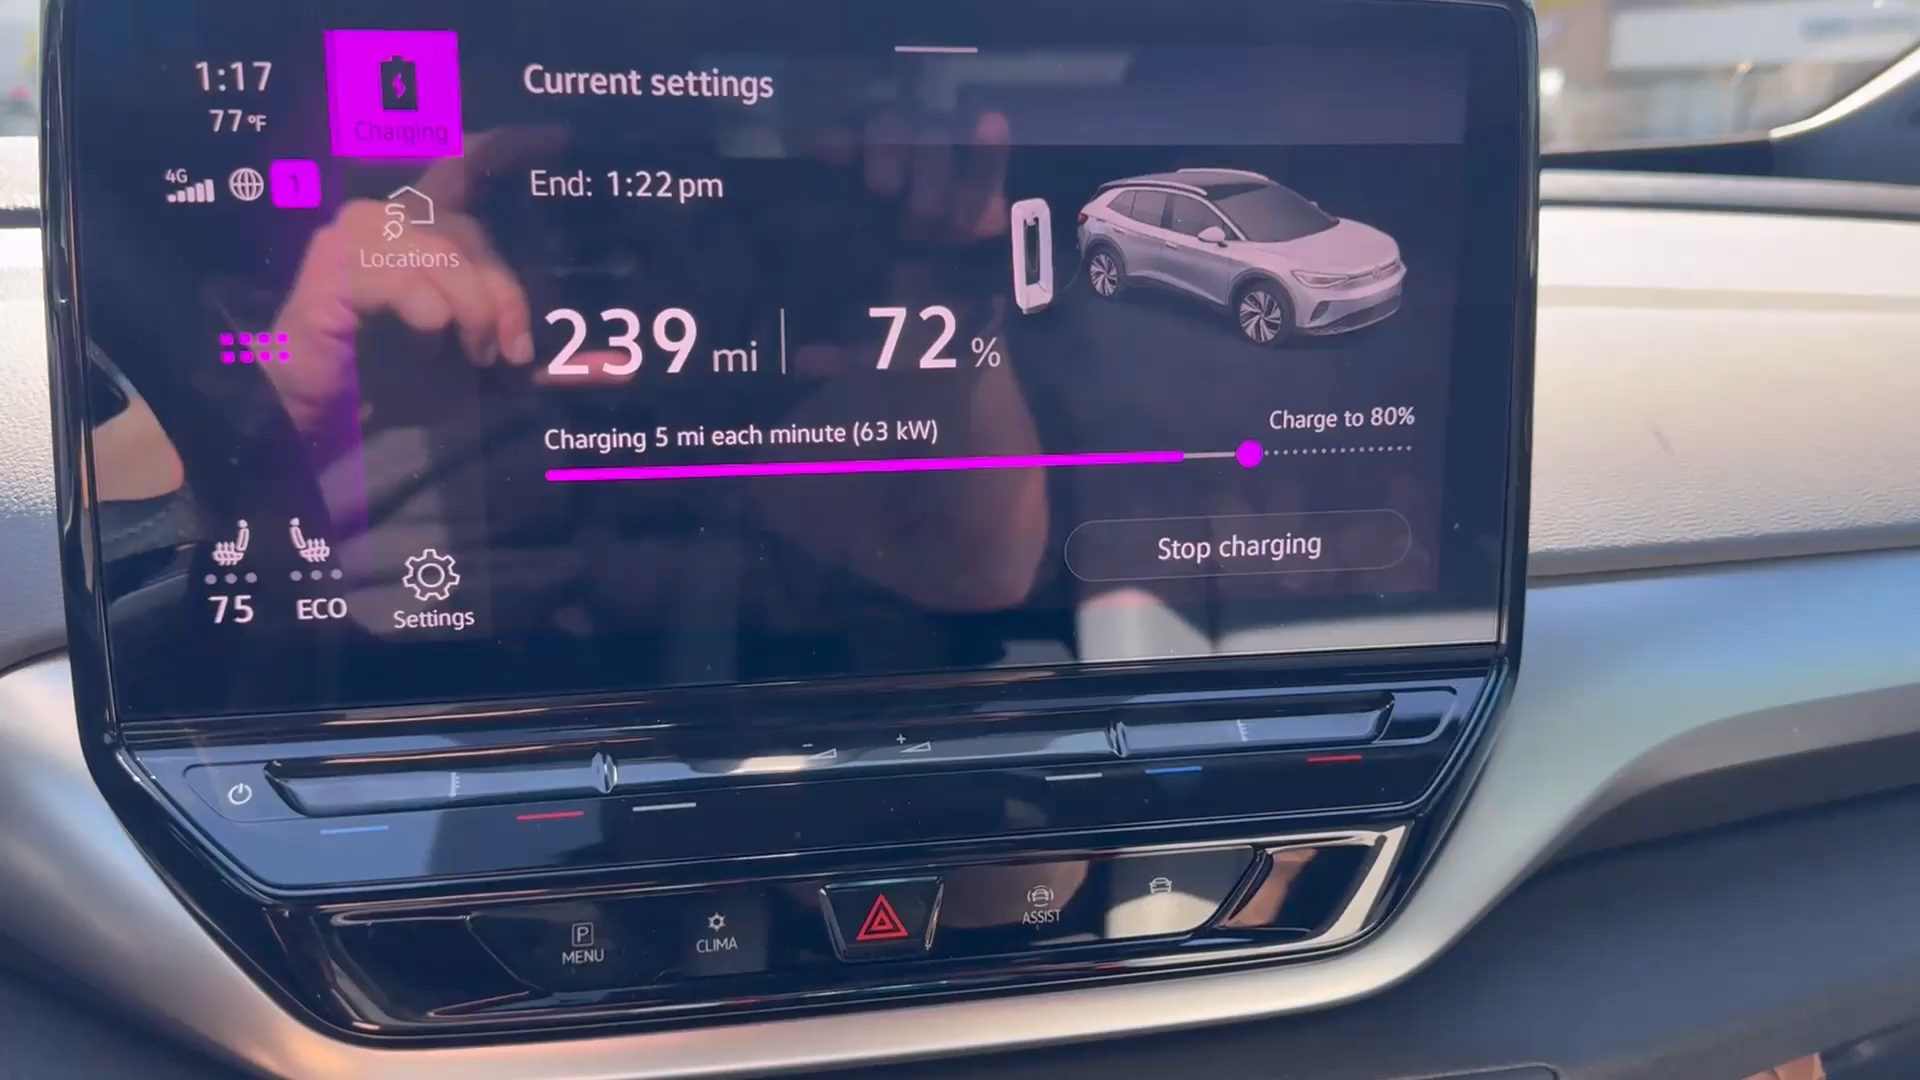 1:17
77°F
4G
1
Charging
Locations
Current settings
End: 1:22 pm
239 mi | 72 %
Charging 5 mi each minute (63 kW)
Charge to 80%
Stop charging
75
ECO
Settings
- +
P
MENU
CLIMA
ASSIST